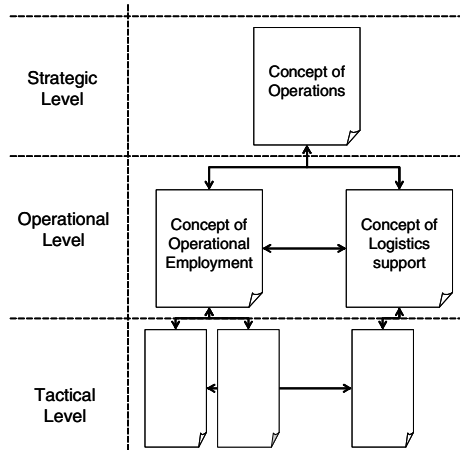 Strategic
Level
Concept of
Operations
Operational
Level
Concept of
Operational
Employment
Concept of
Logistics
support
Tactical
Level